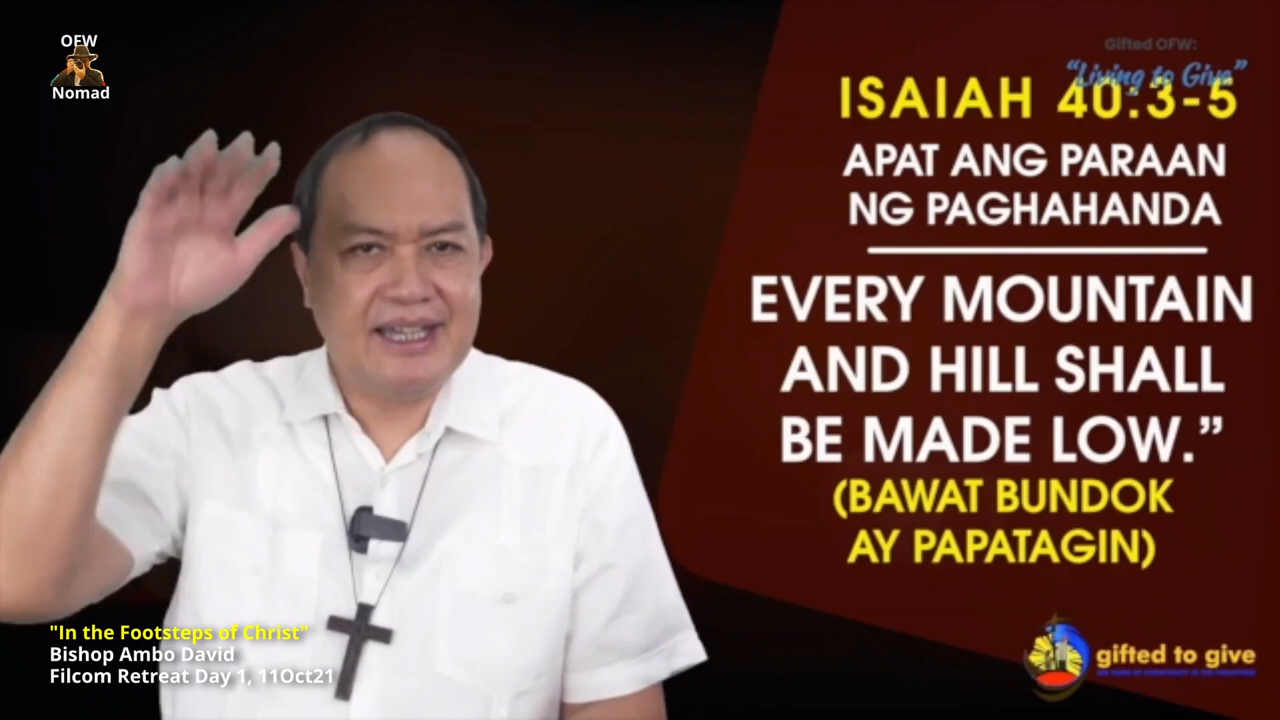 OFW
Nomad
Gifted OFW:
"Living to Give"
ISAIAH 40:3-5
APAT ANG PARAAN
NG PAGHAHANDA
EVERY MOUNTAIN
AND HILL SHALL
BE MADE LOW.”
(BAWAT BUNDOK
AY PAPATAGIN)
"In the Footsteps of Christ"
Bishop Ambo David
Filcom Retreat Day 1, 11Oct21
gifted to give